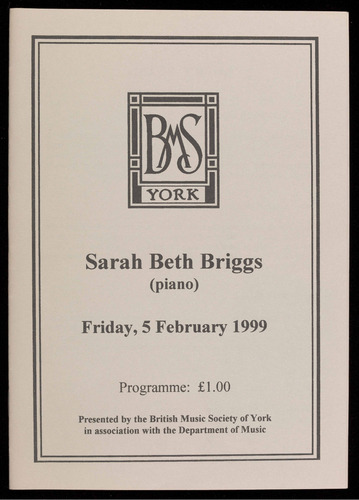 BMS
YORK
Sarah Beth Briggs
(piano)
Friday, 5 February 1999
Programme: £1.00
Presented by the British Music Society of York
in association with the Department of Music